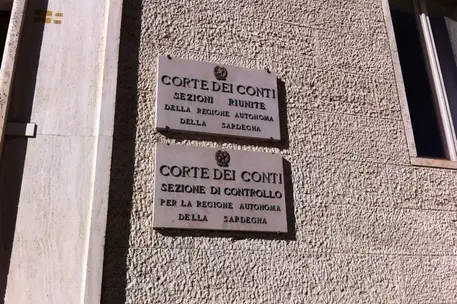 CORTE DEI CONTI
SEZIONI RIUNITE
DELLA REGIONE AUTONOMA
DELLA SARDEGNA
CORTE DEI CONTI
SEZIONE DI CONTROLLO
PER LA REGIONE AUTONOMA
DELLA SARDEGNA